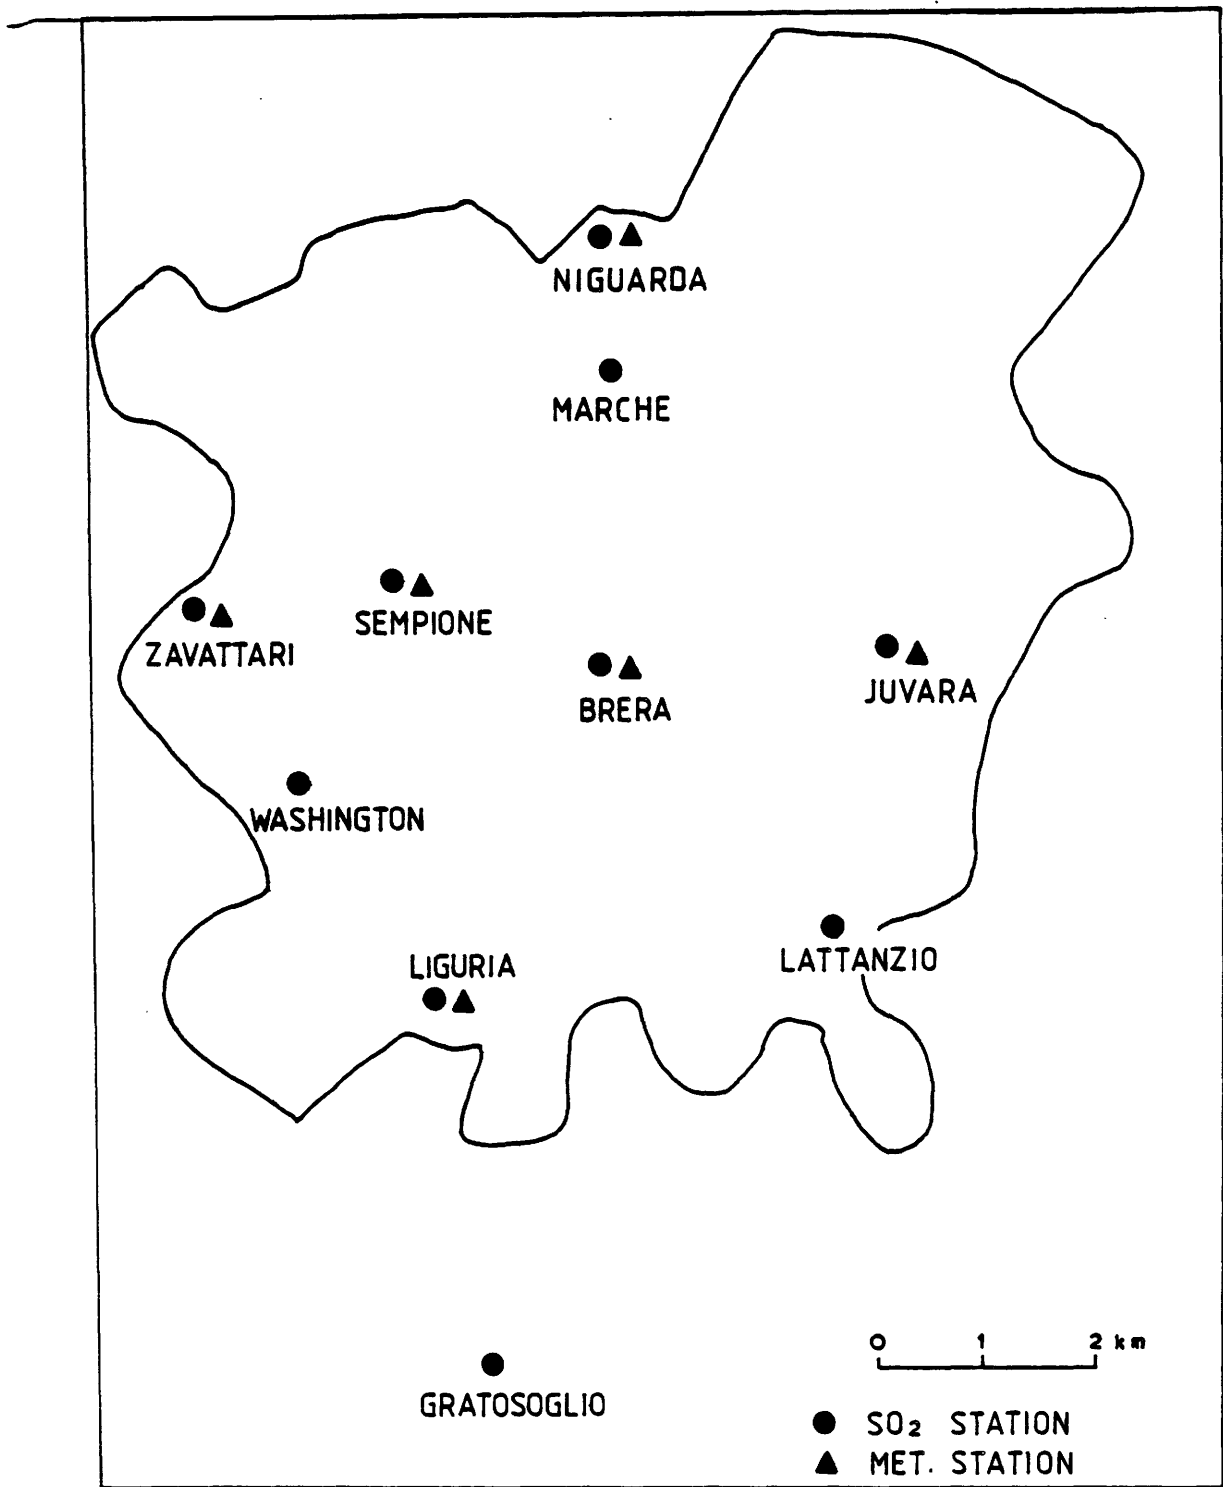 NIGUARDA
MARCHE
SEMPIONE
ZAVATTARI
BRERA
JUVARA
WASHINGTON
LATTANZIO
LIGURIA
0 1 2 km
GRATOSOGLIO
SO2 STATION
MET. STATION